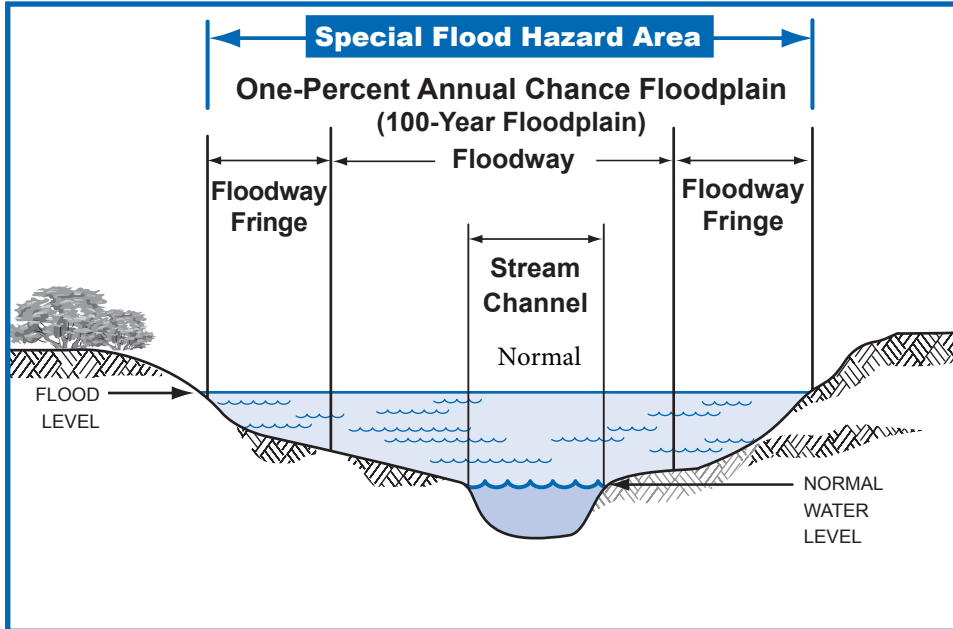 Special Flood Hazard Area
One-Percent Annual Chance Floodplain
(100-Year Floodplain)
Floodway
Floodway
Fringe
Floodway
Fringe
Stream
Channel
Normal
FLOOD
LEVEL
NORMAL
WATER
LEVEL